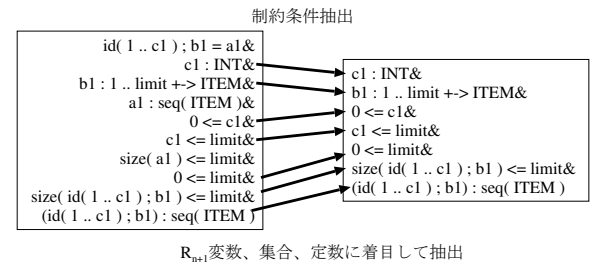 制約条件抽出
id( 1 .. c1 ) ; b1 = a1&
c1 : INT&
b1 : 1 .. limit +-> ITEM&
a1 : seq( ITEM )&
0 <= c1&
c1 <= limit&
size( a1 ) <= limit&
0 <= limit&
size( id( 1 .. c1 ) ; b1 ) <= limit&
(id( 1 .. c1 ) ; b1) : seq( ITEM )
c1 : INT&
b1 : 1 .. limit +-> ITEM&
0 <= c1&
c1 <= limit&
0 <= limit&
size( id( 1 .. c1 ) ; b1 ) <= limit&
(id( 1 .. c1 ) ; b1) : seq( ITEM )
Rn+1変数、集合、定数に着目して抽出